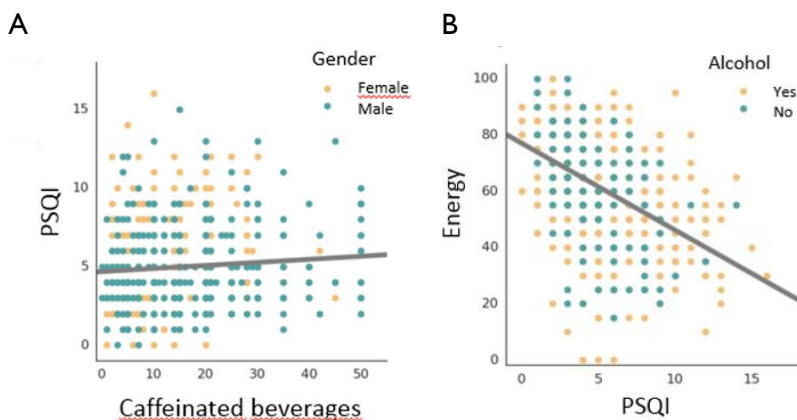 A
Gender
Female
Male
15
10
5
0
PSQI
0 10 20 30 40 50
Caffeinated beverages
B
Alcohol
Yes
No
100
80
60
40
20
0
Energy
0 5 10 15
PSQI